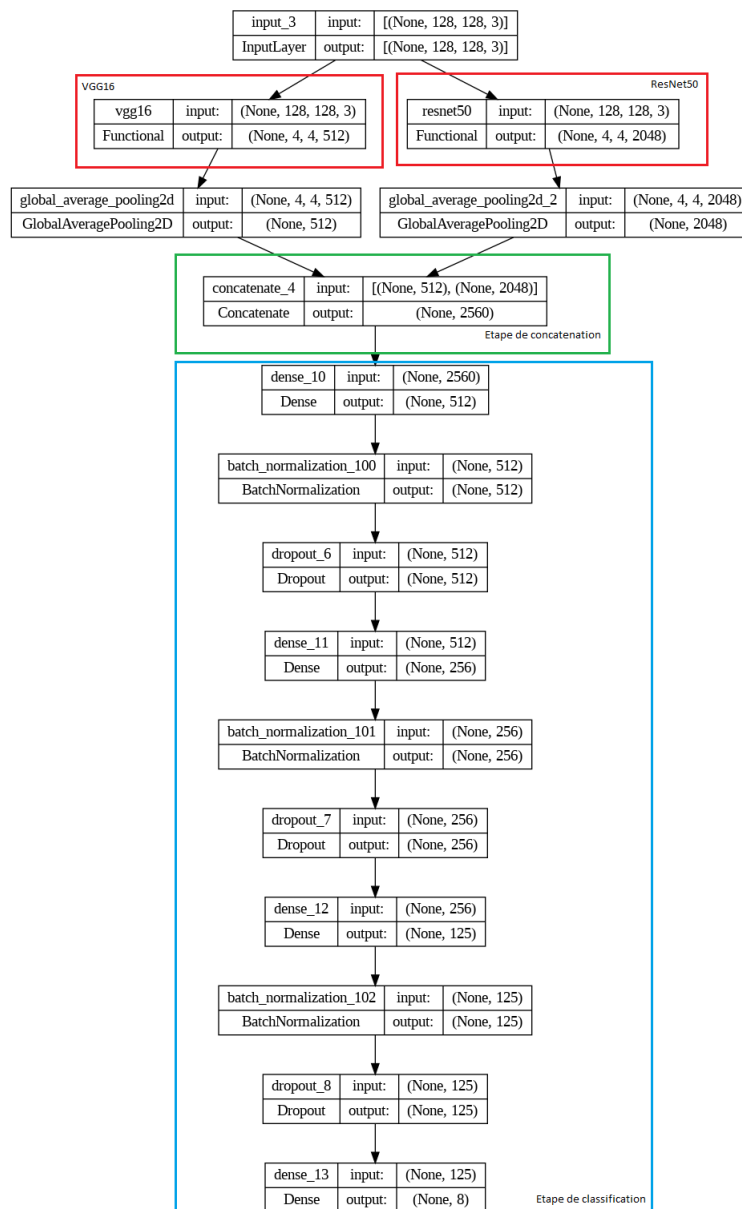 input_3 input: [(None, 128, 128, 3)]
InputLayer output: [(None, 128, 128, 3)]
VGG16
vgg16 input: (None, 128, 128, 3)
Functional output: (None, 4, 4, 512)
ResNet50
resnet50 input: (None, 128, 128, 3)
Functional output: (None, 4, 4, 2048)
global_average_pooling2d input: (None, 4, 4, 512)
GlobalAveragePooling2D output: (None, 512)
global_average_pooling2d_2 input: (None, 4, 4, 2048)
GlobalAveragePooling2D output: (None, 2048)
concatenate_4 input: [(None, 512), (None, 2048)]
Concatenate output: (None, 2560)
Etape de concatenation
dense_10 input: (None, 2560)
Dense output: (None, 512)
batch_normalization_100 input: (None, 512)
BatchNormalization output: (None, 512)
dropout_6 input: (None, 512)
Dropout output: (None, 512)
dense_11 input: (None, 512)
Dense output: (None, 256)
batch_normalization_101 input: (None, 256)
BatchNormalization output: (None, 256)
dropout_7 input: (None, 256)
Dropout output: (None, 256)
dense_12 input: (None, 256)
Dense output: (None, 125)
batch_normalization_102 input: (None, 125)
BatchNormalization output: (None, 125)
dropout_8 input: (None, 125)
Dropout output: (None, 125)
dense_13 input: (None, 125)
Dense output: (None, 8)
Etape de classification